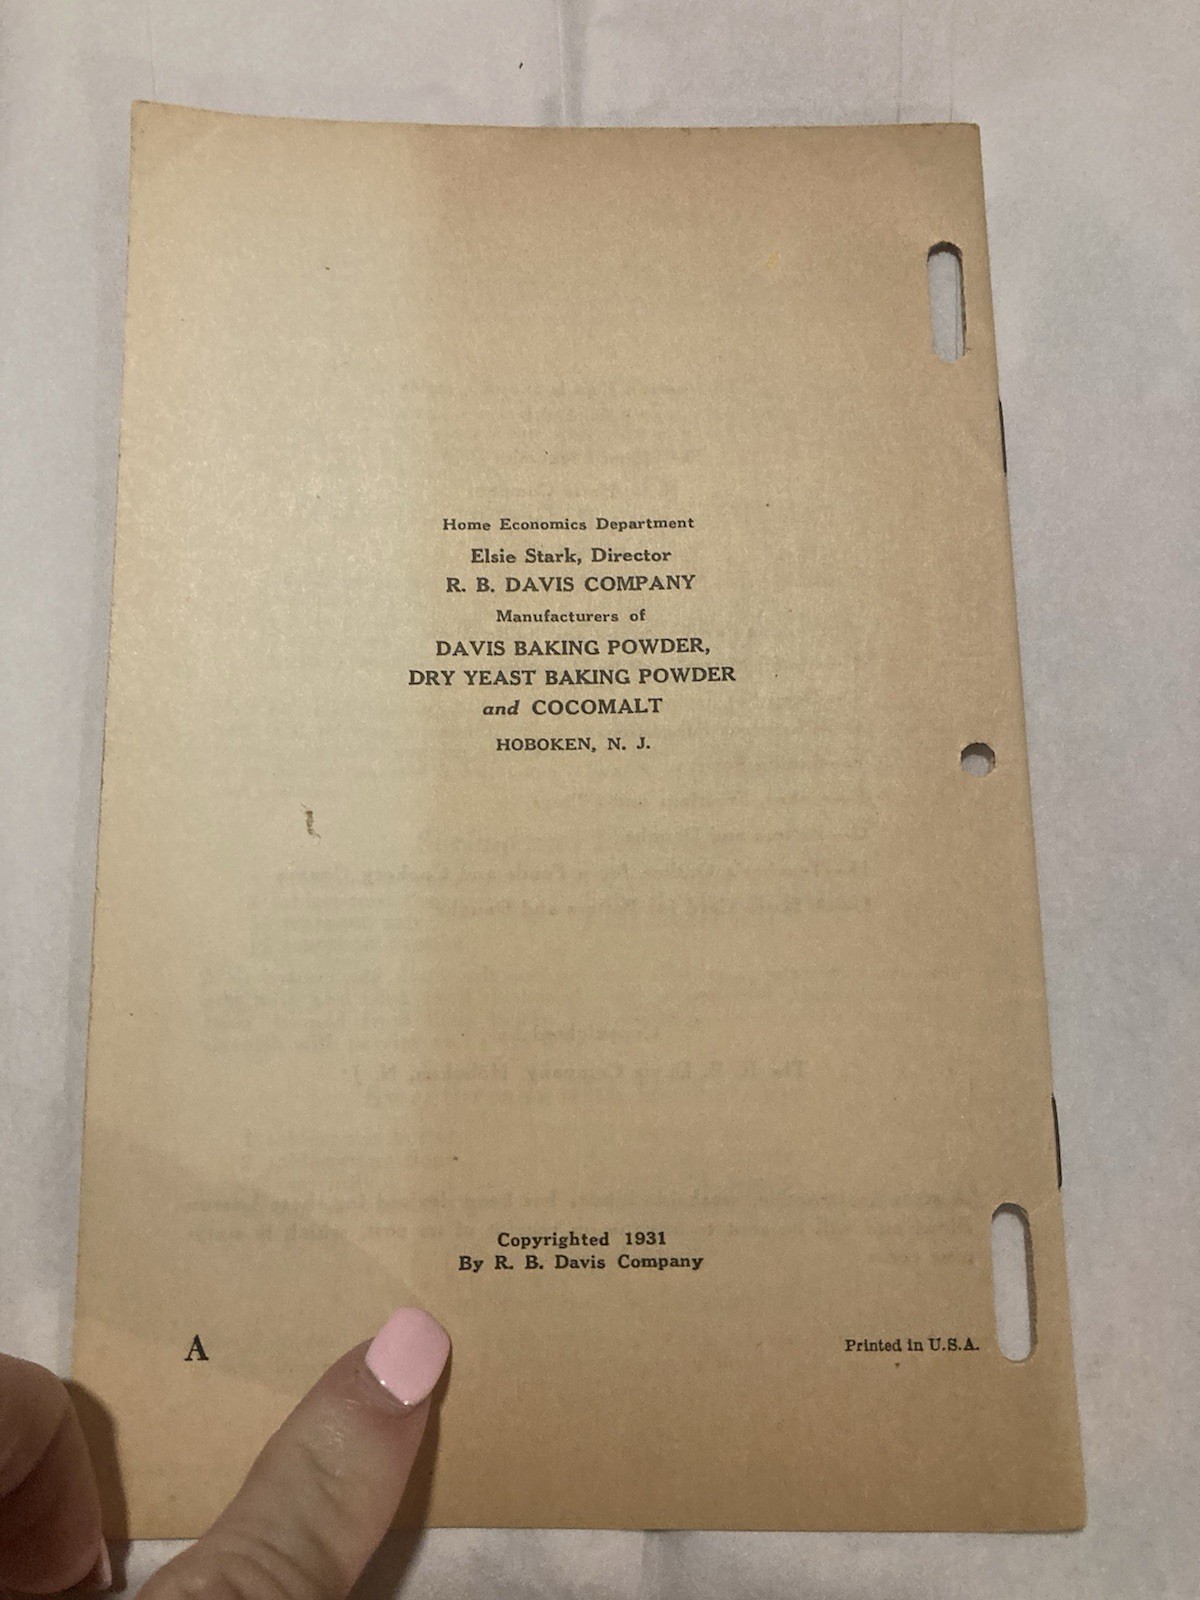 Home Economics Department
Elsie Stark, Director
R. B. DAVIS COMPANY
Manufacturers of
DAVIS BAKING POWDER,
DRY YEAST BAKING POWDER
and COCOMALT
HOBOKEN, N. J.
Copyrighted 1931
By R. B. Davis Company
A
Printed in U.S.A.